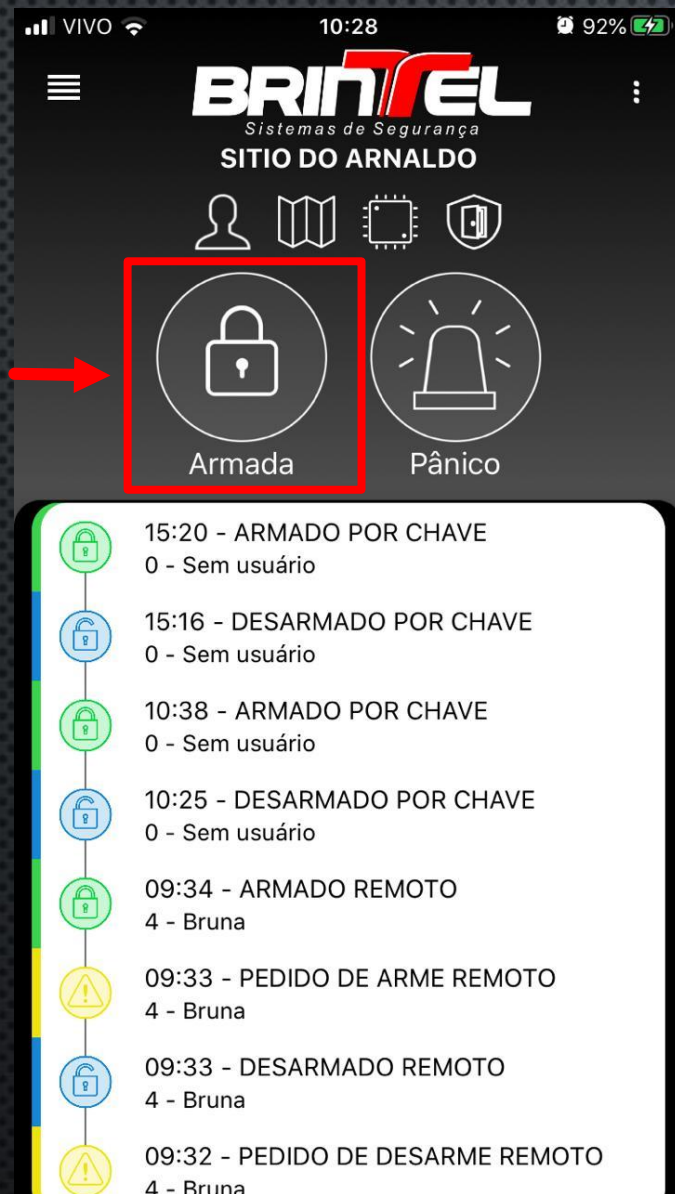 VIVO 10:28 92%
BRINTEL
Sistemas de Segurança
SITIO DO ARNALDO
Armada Pânico
15:20 - ARMADO POR CHAVE
0 - Sem usuário
15:16 - DESARMADO POR CHAVE
0 - Sem usuário
10:38 - ARMADO POR CHAVE
0 - Sem usuário
10:25 - DESARMADO POR CHAVE
0 - Sem usuário
09:34 - ARMADO REMOTO
4 - Bruna
09:33 - PEDIDO DE ARME REMOTO
4 - Bruna
09:33 - DESARMADO REMOTO
4 - Bruna
09:32 - PEDIDO DE DESARME REMOTO
4 - Bruna